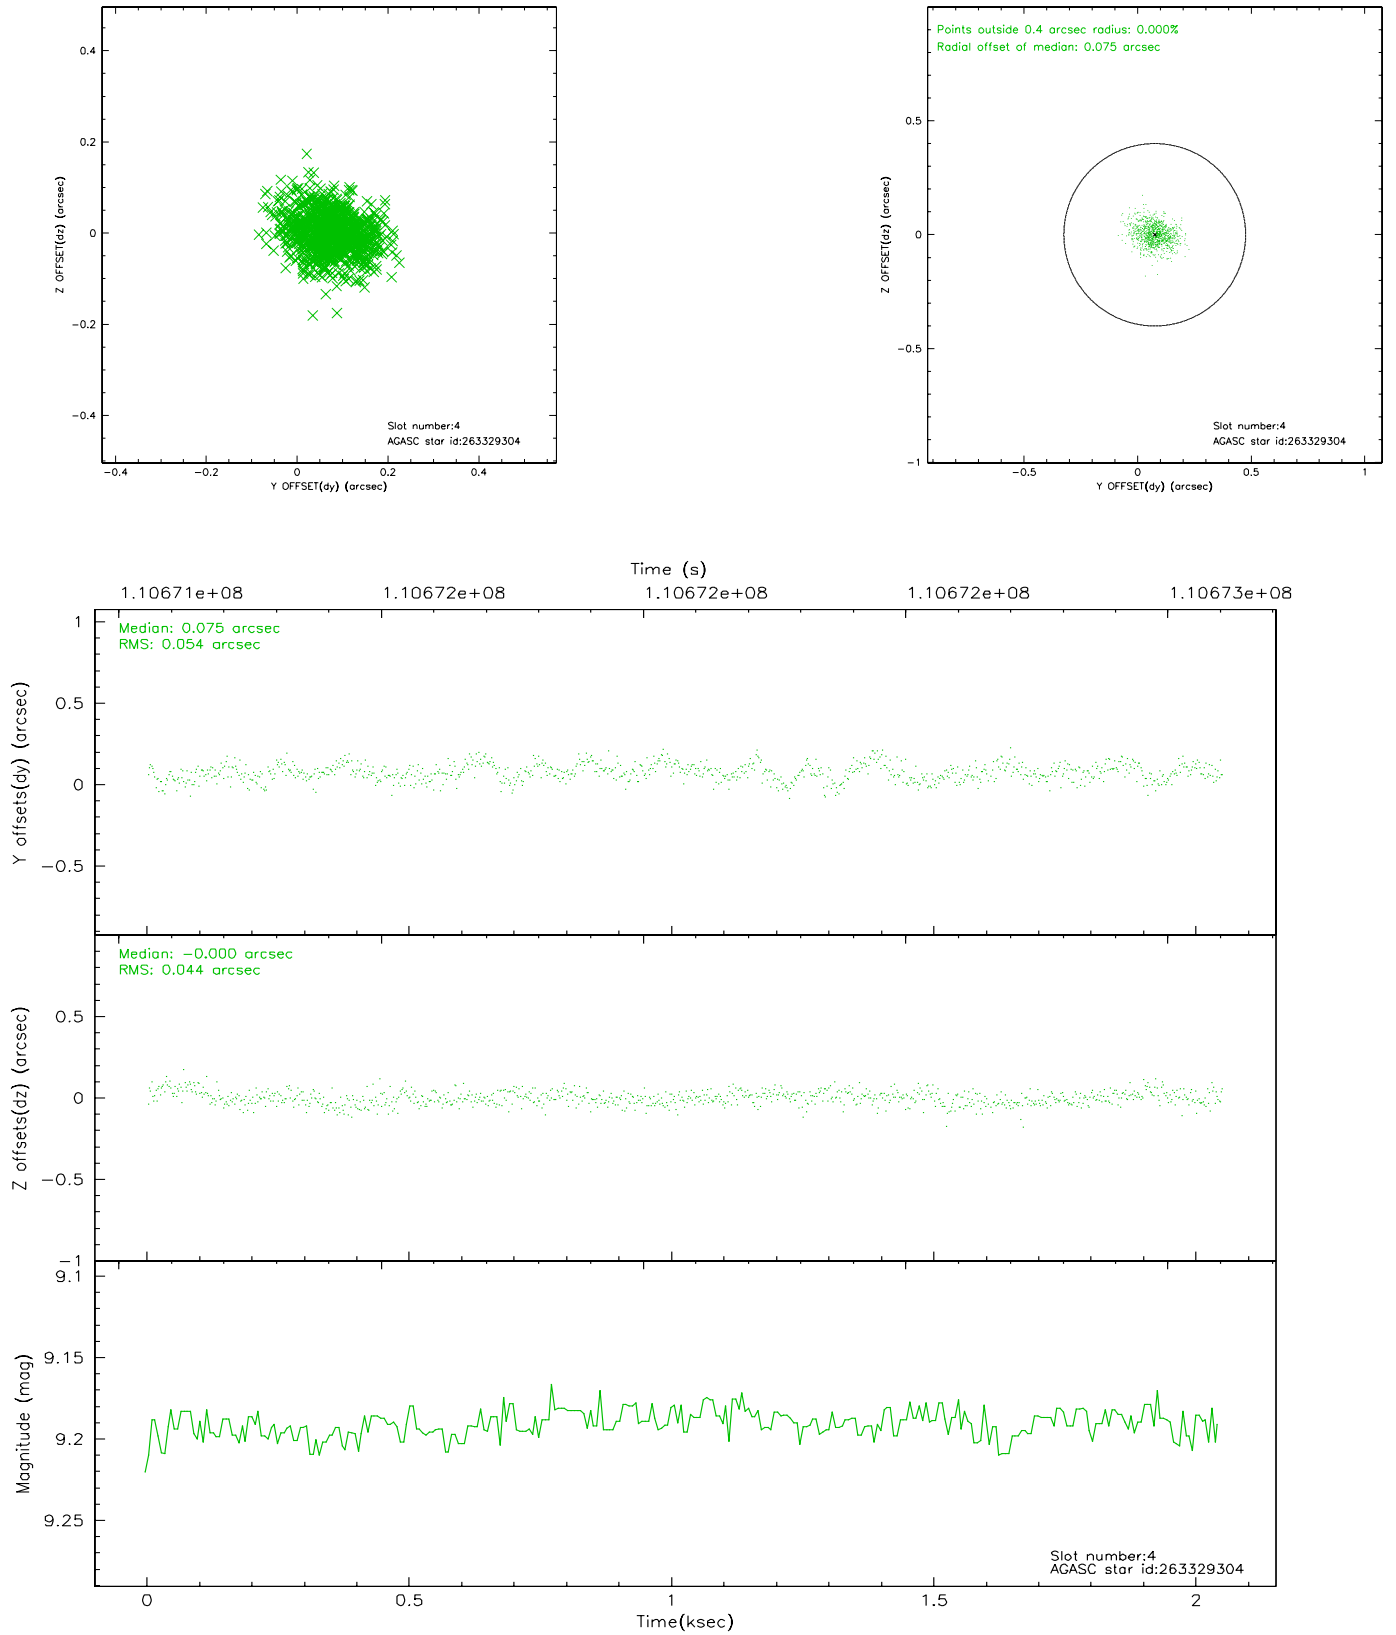 0.4
0.2
0
−0.2
−0.4
Z OFFSET(dz) (arcsec)
Slot number:4
AGASC star id:263329304
−0.4 −0.2 0 0.2 0.4
Y OFFSET(dy) (arcsec)
Points outside 0.4 arcsec radius: 0.000%
Radial offset of median: 0.075 arcsec
0.5
0
−0.5
−1
Z OFFSET(dz) (arcsec)
Slot number:4
AGASC star id:263329304
−0.5 0 0.5 1
Y OFFSET(dy) (arcsec)
Time (s)
1.10671e+08 1.10672e+08 1.10672e+08 1.10672e+08 1.10673e+08
Median: 0.075 arcsec
RMS: 0.054 arcsec
1
0.5
0
−0.5
Y offsets(dy) (arcsec)
Median: −0.000 arcsec
RMS: 0.044 arcsec
0.5
0
−0.5
−1
Z offsets(dz) (arcsec)
9.1
9.15
9.2
9.25
Magnitude (mag)
Slot number:4
AGASC star id:263329304
0 0.5 1 1.5 2
Time(ksec)